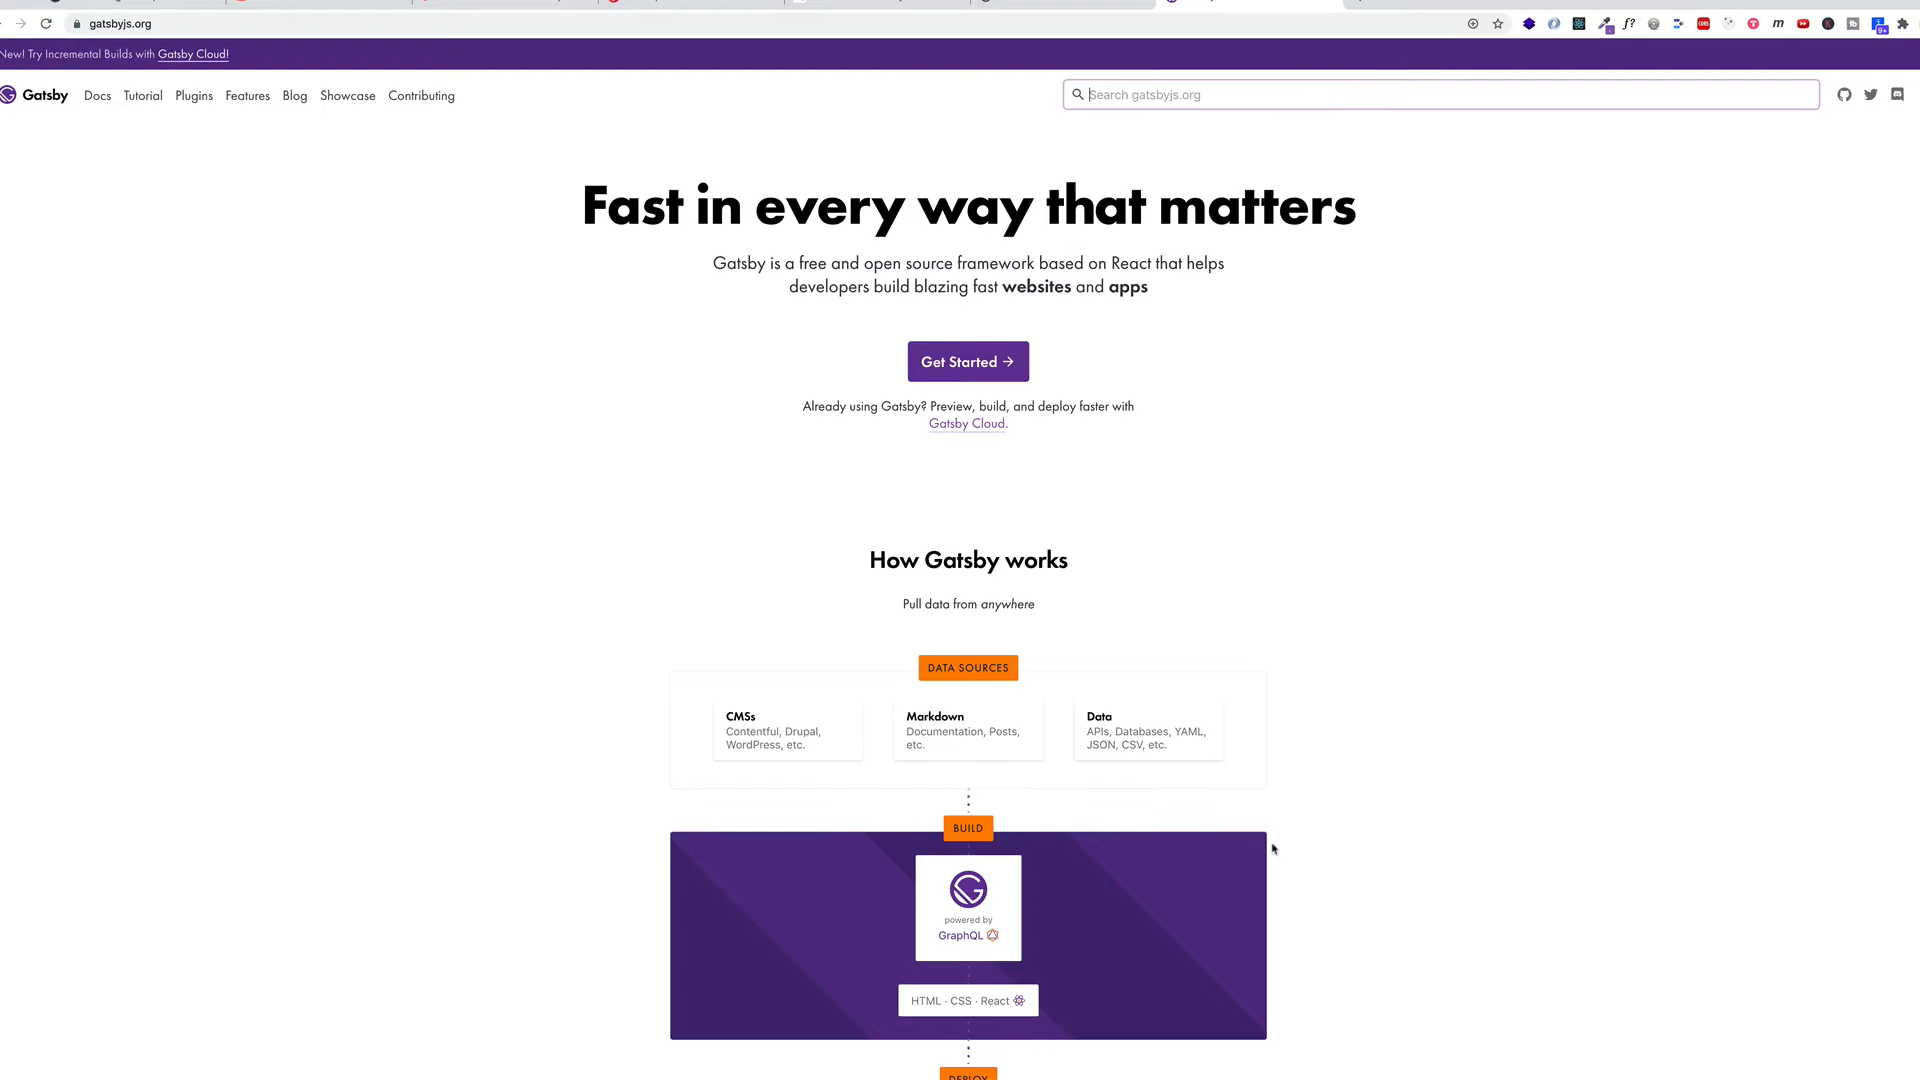 gatsbyjs.org
New! Try Incremental Builds with Gatsby Cloud!
Gatsby Docs Tutorial Plugins Features Blog Showcase Contributing
Search gatsbyjs.org
Fast in every way that matters
Gatsby is a free and open source framework based on React that helps
developers build blazing fast websites and apps
Get Started →
Already using Gatsby? Preview, build, and deploy faster with
Gatsby Cloud.
How Gatsby works
Pull data from anywhere
DATA SOURCES
CMSs
Contentful, Drupal,
WordPress, etc.
Markdown
Documentation, Posts,
etc.
Data
APIs, Databases, YAML,
JSON, CSV, etc.
BUILD
powered by
GraphQL
HTML · CSS · React
DEPLOY